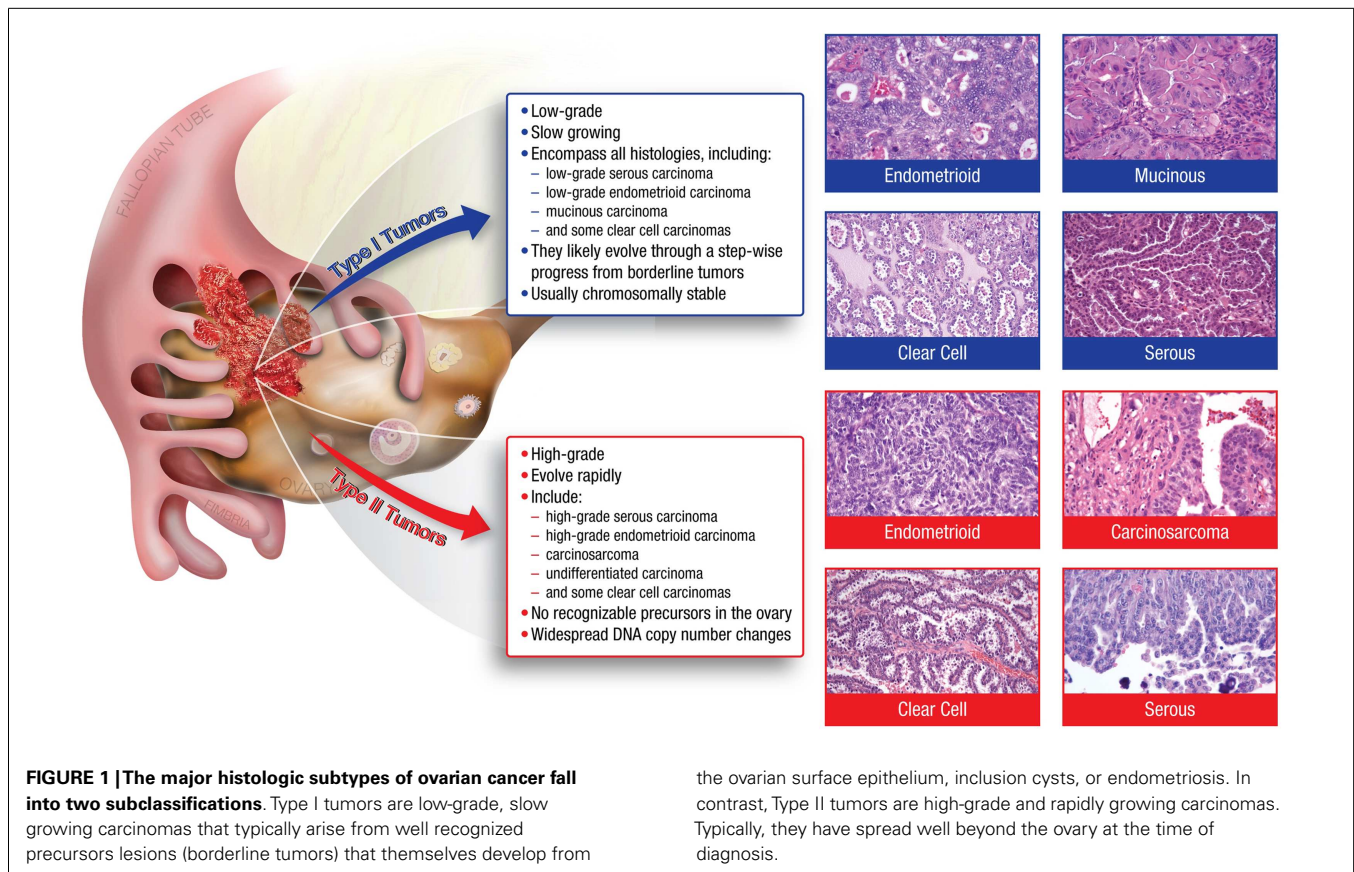 FALLOPIAN TUBE
OVARY
FIMBRIA
Type I Tumors
• Low-grade
• Slow growing
• Encompass all histologies, including:
– low-grade serous carcinoma
– low-grade endometrioid carcinoma
– mucinous carcinoma
– and some clear cell carcinomas
• They likely evolve through a step-wise
progress from borderline tumors
• Usually chromosomally stable
Type II Tumors
• High-grade
• Evolve rapidly
• Include:
– high-grade serous carcinoma
– high-grade endometrioid carcinoma
– carcinosarcoma
– undifferentiated carcinoma
– and some clear cell carcinomas
• No recognizable precursors in the ovary
• Widespread DNA copy number changes
Endometrioid
Mucinous
Clear Cell
Serous
Endometrioid
Carcinosarcoma
Clear Cell
Serous
FIGURE 1 | The major histologic subtypes of ovarian cancer fall
into two subclassifications. Type I tumors are low-grade, slow
growing carcinomas that typically arise from well recognized
precursors lesions (borderline tumors) that themselves develop from
the ovarian surface epithelium, inclusion cysts, or endometriosis. In
contrast, Type II tumors are high-grade and rapidly growing carcinomas.
Typically, they have spread well beyond the ovary at the time of
diagnosis.